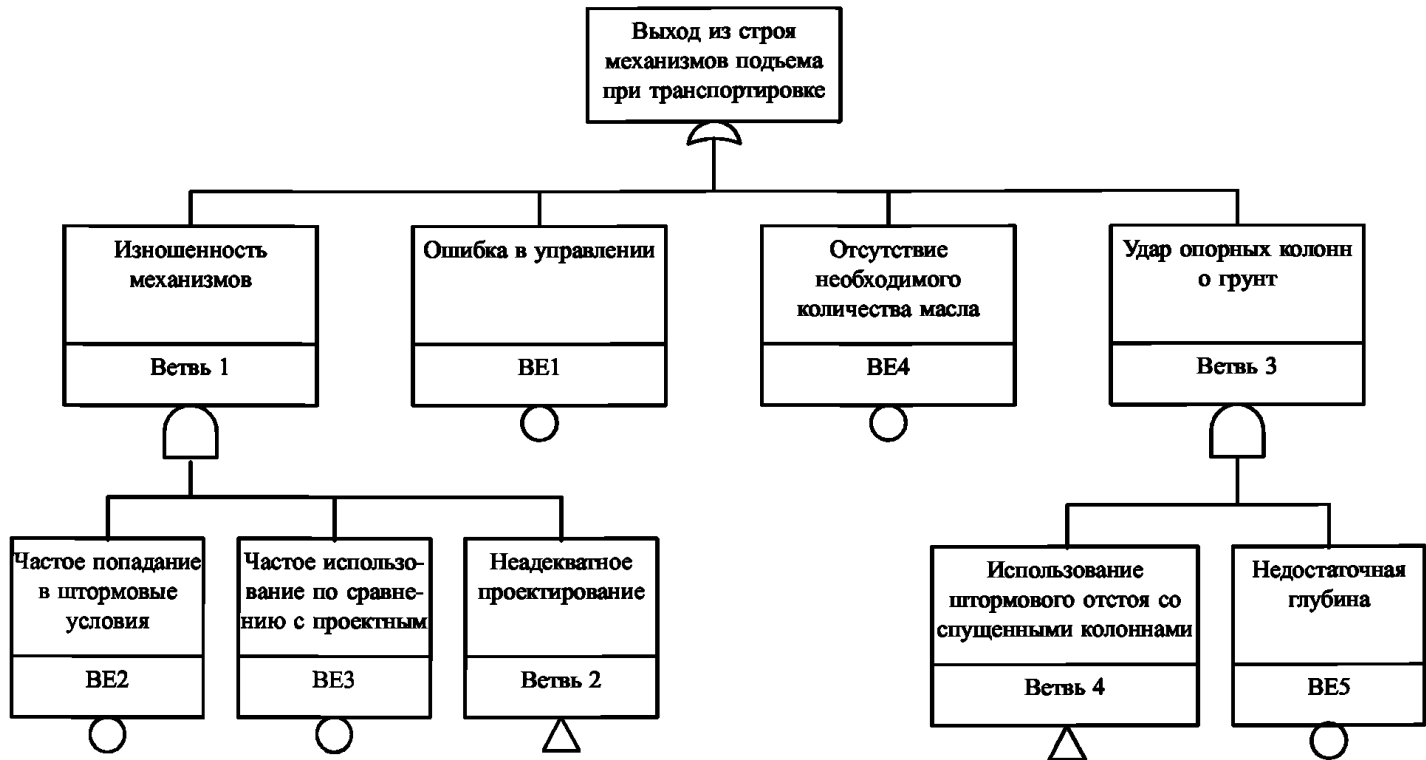 Выход из строя
механизмов подъема
при транспортировке
Изношенность
механизмов
Ветвь 1
Ошибка в управлении
BE1
Отсутствие
необходимого
количества масла
BE4
Удар опорных колонн
о грунт
Ветвь 3
Частое попадание
в штормовые
условия
BE2
Частое использо-
вание по сравне-
нию с проектным
BE3
Неадекватное
проектирование
Ветвь 2
Использование
штормового отстоя со
спущенными колоннами
Ветвь 4
Недостаточная
глубина
BE5